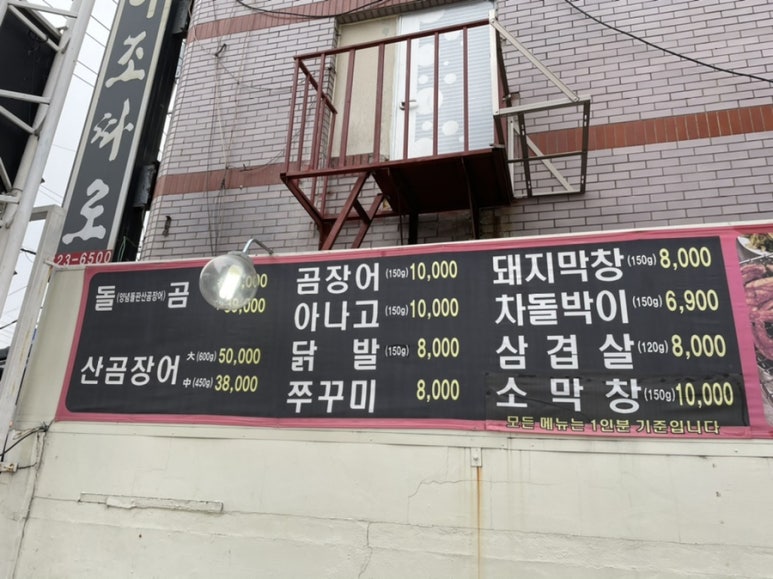 조차로
23-6500
돌 (양념돌판산곰장어) 곰
산곰장어 大 (600g) 50,000
中 (450g) 38,000
곰장어 (150g) 10,000
아나고 (150g) 10,000
닭 발 (150g) 8,000
쭈꾸미 8,000
돼지막창 (150g) 8,000
차돌박이 (150g) 6,900
삼겹살 (120g) 8,000
소막창 (150g) 10,000
모든 메뉴는 1인분 기준입니다